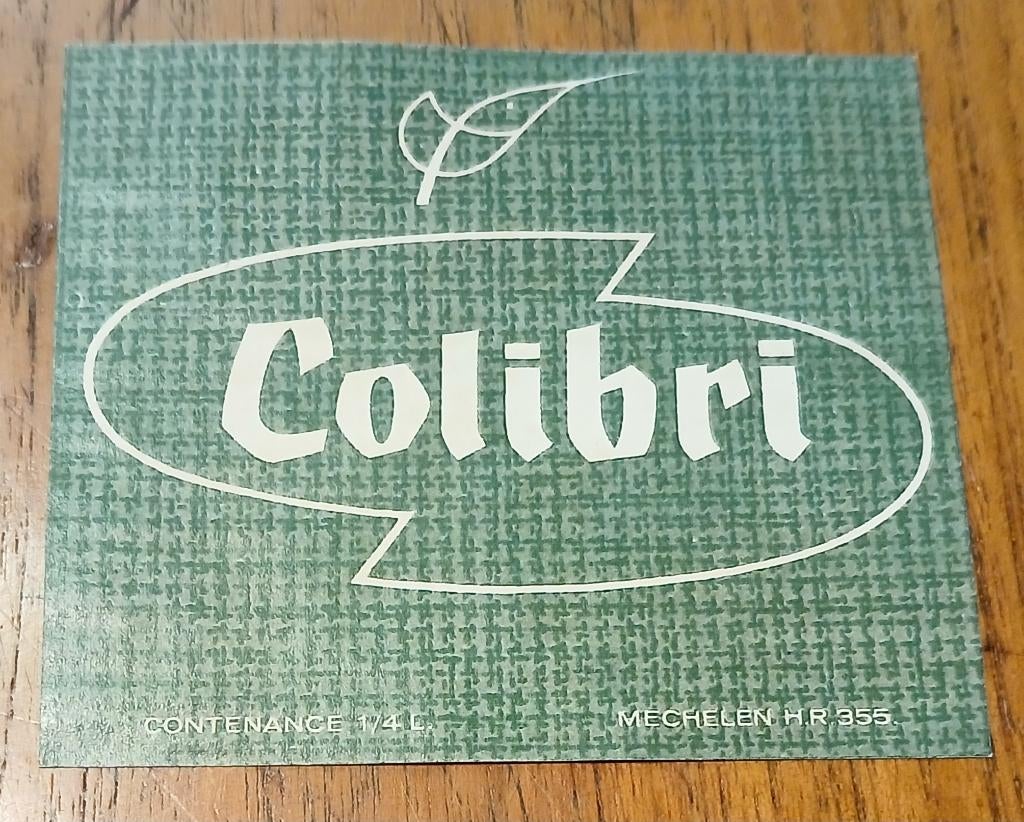 Colibri
CONTENANCE 1/4 L.
MECHELEN H.R. 355.